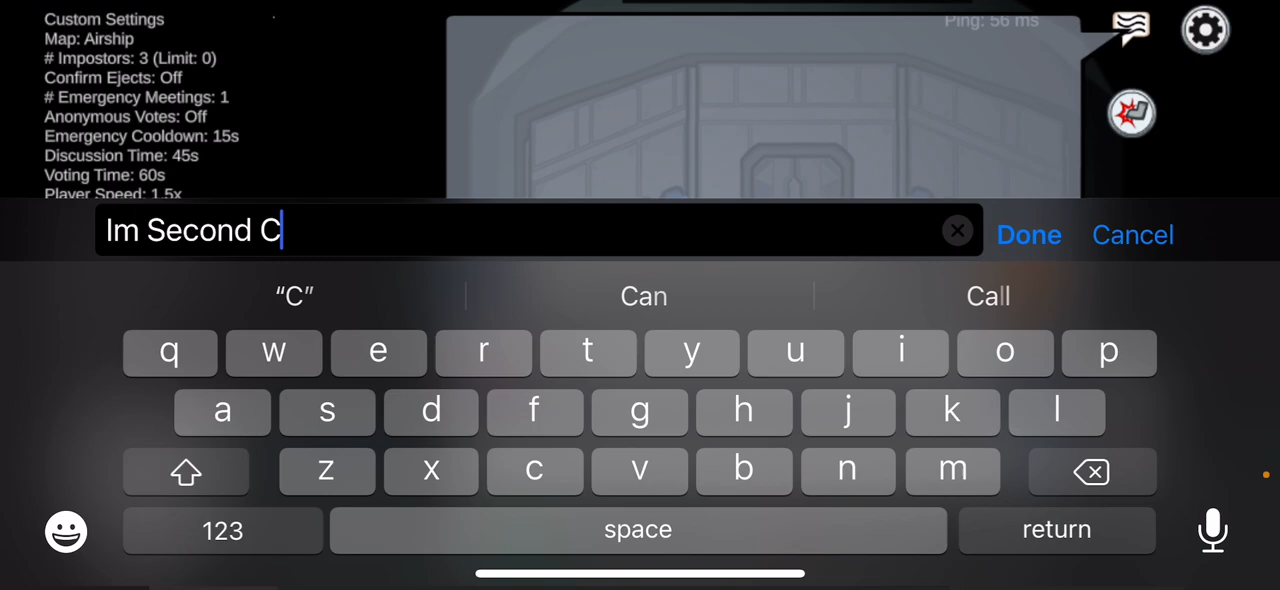 Custom Settings
Map: Airship
# Impostors: 3 (Limit: 0)
Confirm Ejects: Off
# Emergency Meetings: 1
Anonymous Votes: Off
Emergency Cooldown: 15s
Discussion Time: 45s
Voting Time: 60s
Player Speed: 1.5x
Ping: 56 ms
Im Second C
Done Cancel
“C” Can Call
q w e r t y u i o p
a s d f g h j k l
z x c v b n m
123 space return